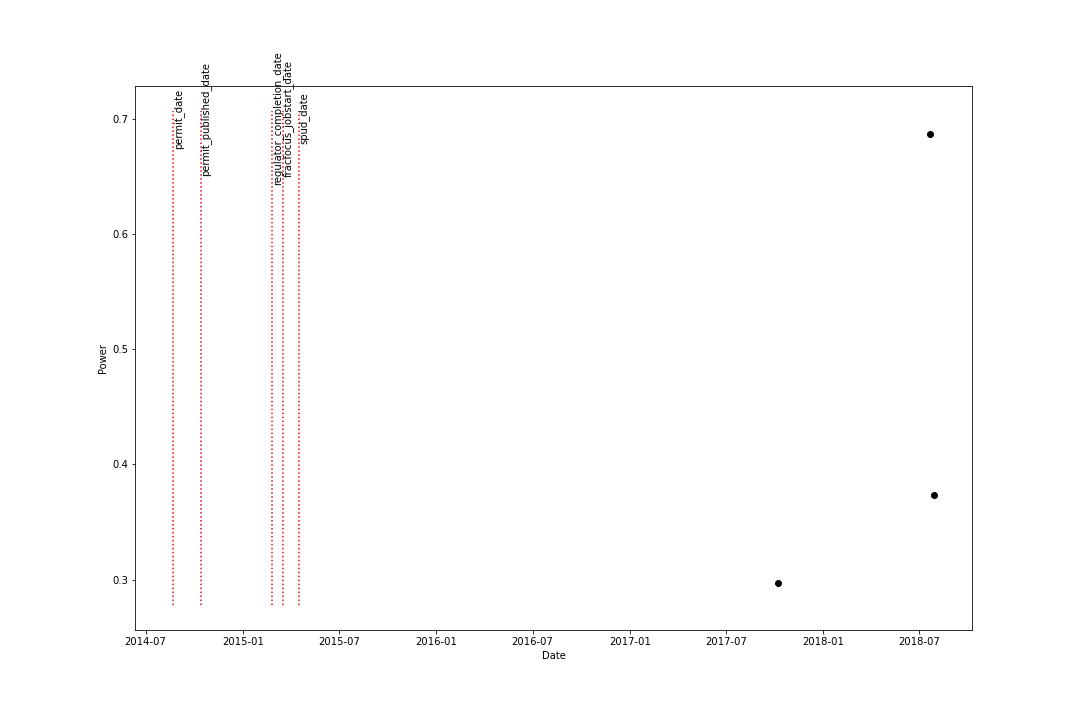 permit_date
permit_published_date
regulator_completion_date
fracfocus_jobstart_date
spud_date
0.7
0.6
0.5
0.4
0.3
Power
2014-07
2015-01
2015-07
2016-01
2016-07
2017-01
2017-07
2018-01
2018-07
Date